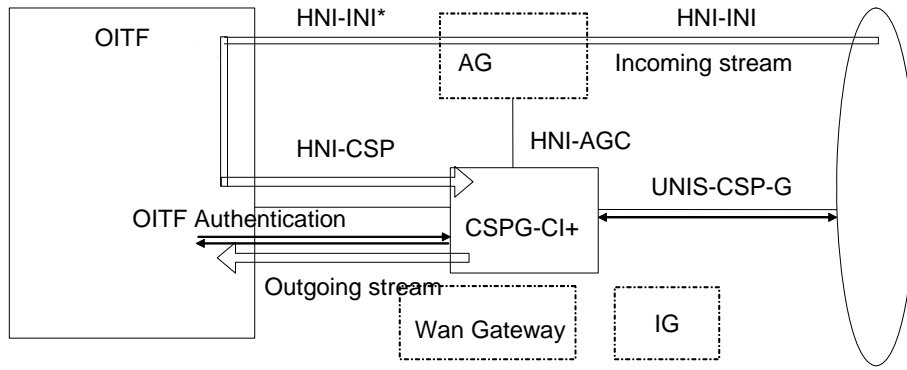 HNI-INI*
HNI-INI
OITF
AG
Incoming stream
HNI-CSP
HNI-AGC
UNIS-CSP-G
OITF Authentication
CSPG-CI+
Outgoing stream
Wan Gateway
IG